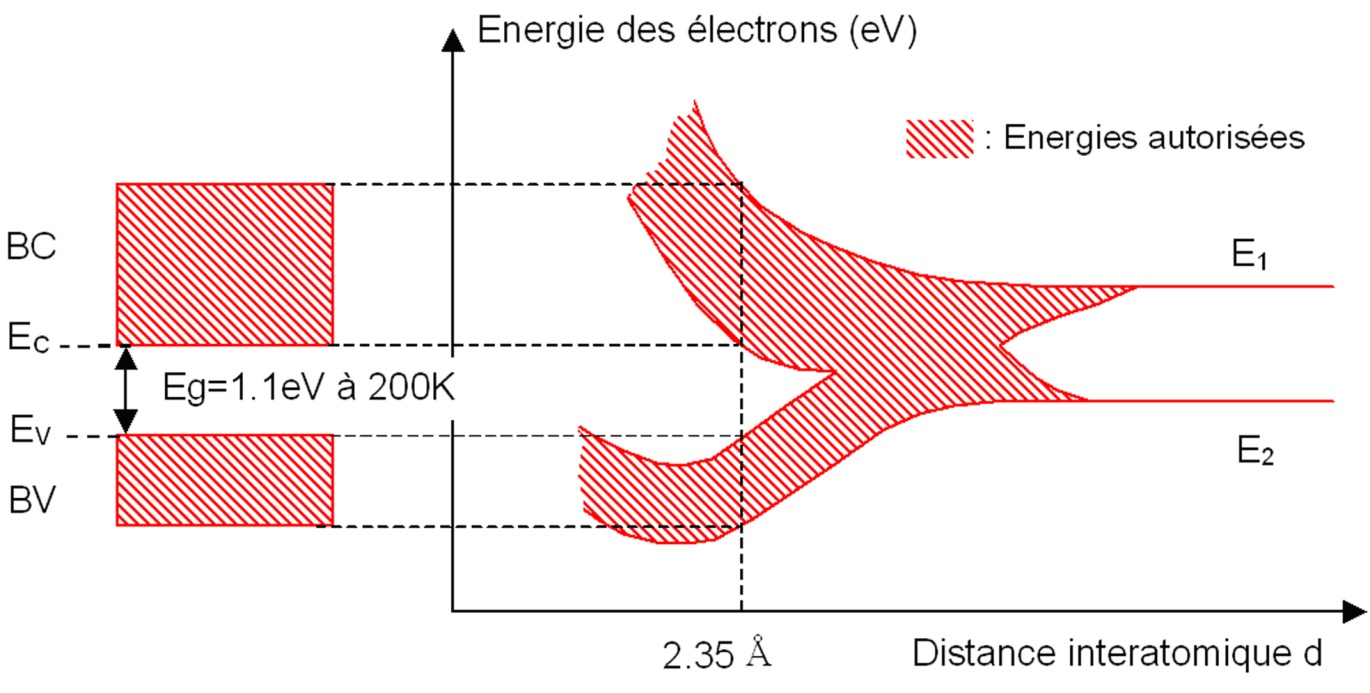 Energie des électrons (eV)
: Energies autorisées
BC
E₁
Ec
Eg=1.1eV à 200K
Ev
E₂
BV
2.35 Å
Distance interatomique d